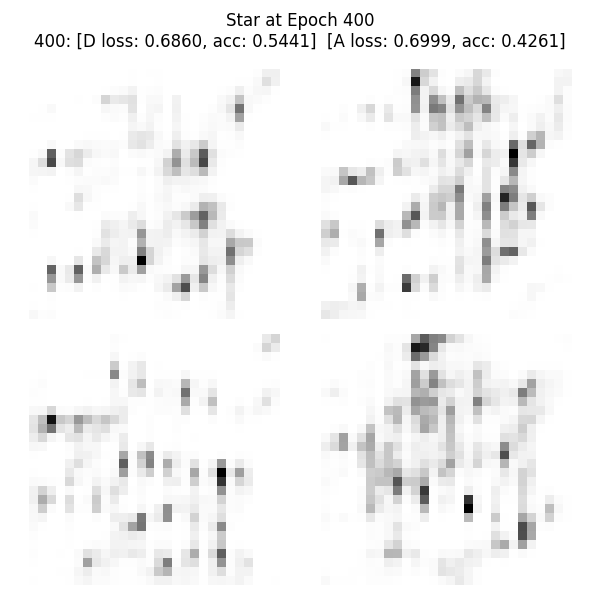 Star at Epoch 400
400: [D loss: 0.6860, acc: 0.5441]  [A loss: 0.6999, acc: 0.4261]